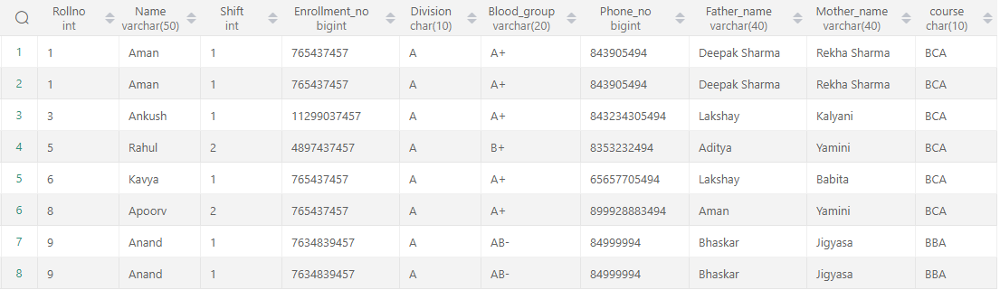 Rollno Name Shift Enrollment_no Division Blood_group Phone_no Father_name Mother_name course
int varchar(50) int bigint char(10) varchar(20) bigint varchar(40) varchar(40) char(10)
1 1 Aman 1 765437457 A A+ 843905494 Deepak Sharma Rekha Sharma BCA
2 1 Aman 1 765437457 A A+ 843905494 Deepak Sharma Rekha Sharma BCA
3 3 Ankush 1 11299037457 A A+ 843234305494 Lakshay Kalyani BCA
4 5 Rahul 2 4897437457 A B+ 8353232494 Aditya Yamini BCA
5 6 Kavya 1 765437457 A A+ 65657705494 Lakshay Babita BCA
6 8 Apoorv 2 765437457 A A+ 899928883494 Aman Yamini BCA
7 9 Anand 1 7634839457 A AB- 84999994 Bhaskar Jigyasa BBA
8 9 Anand 1 7634839457 A AB- 84999994 Bhaskar Jigyasa BBA